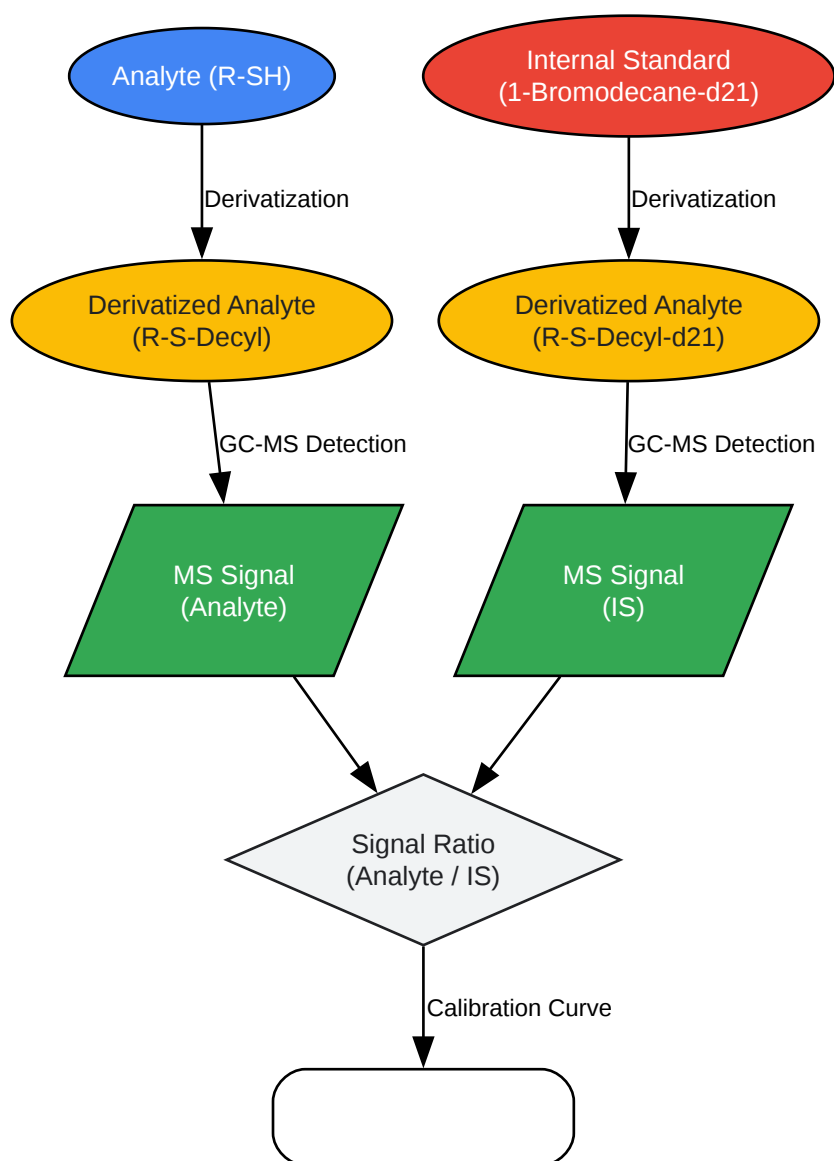 Analyte (R-SH)
Internal Standard
(1-Bromodecane-d21)
Derivatization
Derivatization
Derivatized Analyte
(R-S-Decyl)
Derivatized Analyte
(R-S-Decyl-d21)
GC-MS Detection
GC-MS Detection
MS Signal
(Analyte)
MS Signal
(IS)
Signal Ratio
(Analyte / IS)
Calibration Curve